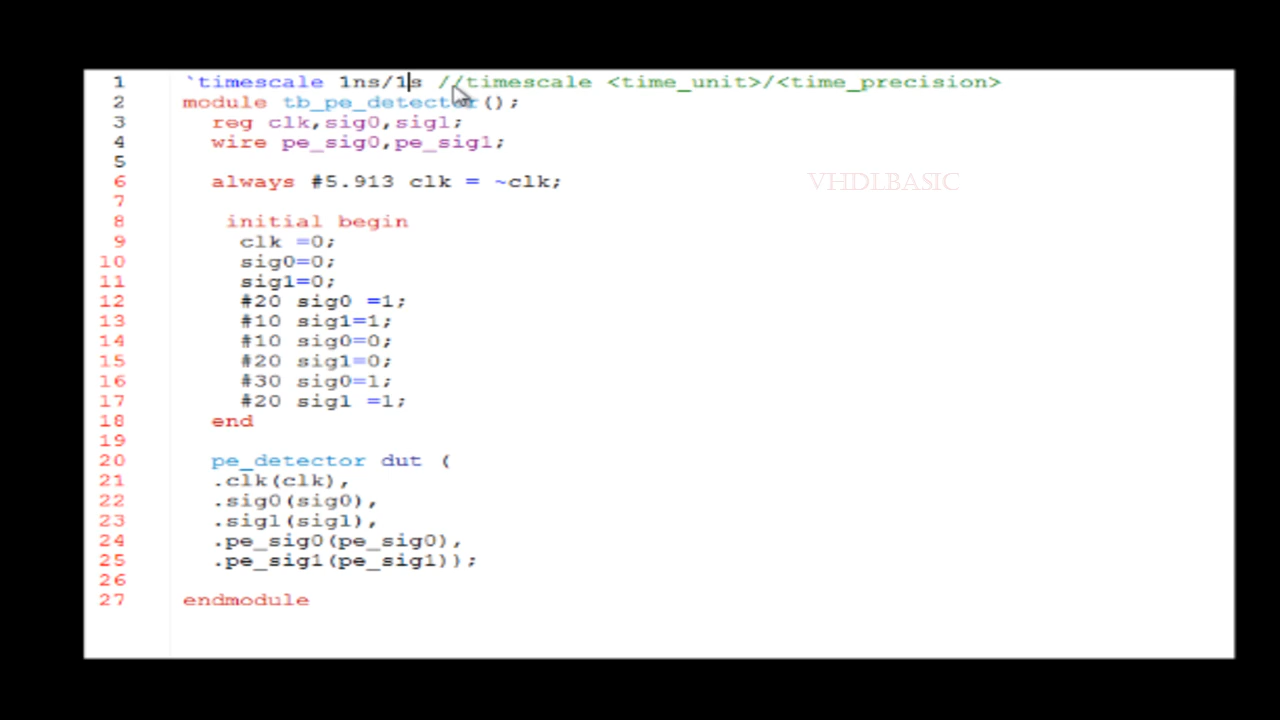 1 `timescale 1ns/1s //timescale <time_unit>/<time_precision>
2 module tb_pe_detector();
3 reg clk,sig0,sig1;
4 wire pe_sig0,pe_sig1;
5
6 always #5.913 clk = ~clk;
VHDLBASIC
7
8 initial begin
9 clk =0;
10 sig0=0;
11 sig1=0;
12 #20 sig0 =1;
13 #10 sig1=1;
14 #10 sig0=0;
15 #20 sig1=0;
16 #30 sig0=1;
17 #20 sig1 =1;
18 end
19
20 pe_detector dut (
21 .clk(clk),
22 .sig0(sig0),
23 .sig1(sig1),
24 .pe_sig0(pe_sig0),
25 .pe_sig1(pe_sig1));
26
27 endmodule